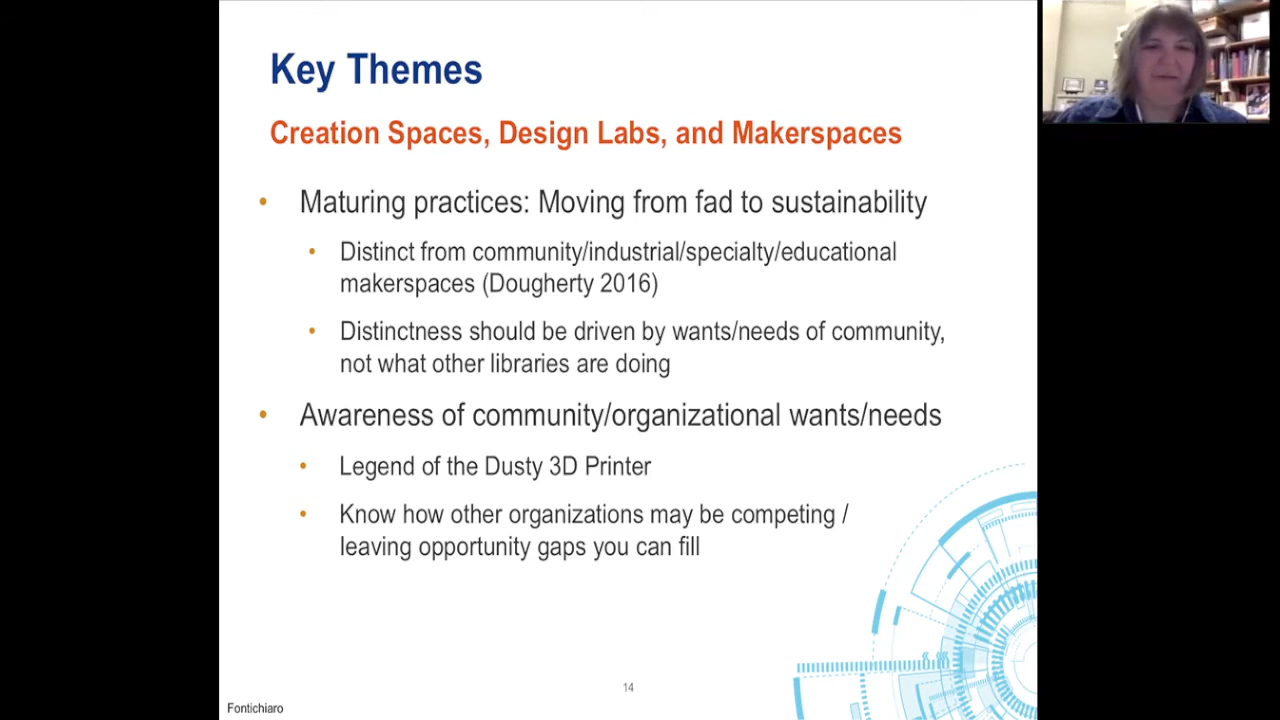 Key Themes
Creation Spaces, Design Labs, and Makerspaces
• Maturing practices: Moving from fad to sustainability
• Distinct from community/industrial/specialty/educational
makerspaces (Dougherty 2016)
• Distinctness should be driven by wants/needs of community,
not what other libraries are doing
• Awareness of community/organizational wants/needs
• Legend of the Dusty 3D Printer
• Know how other organizations may be competing /
leaving opportunity gaps you can fill
14
Fontichiaro